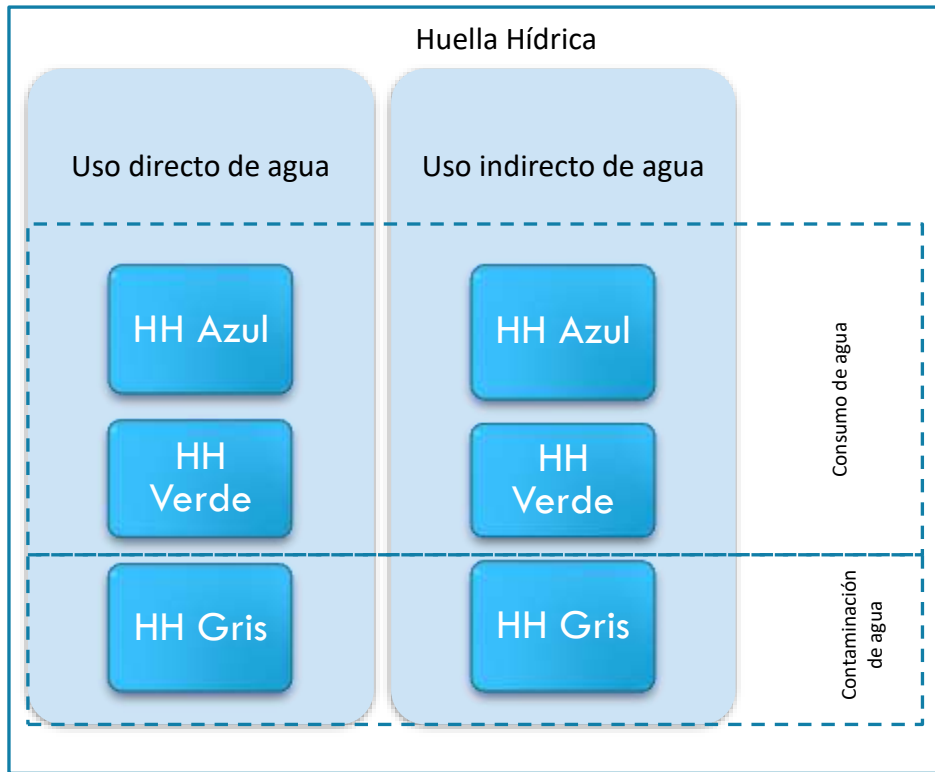 Huella Hídrica
Uso directo de agua
Uso indirecto de agua
HH Azul
HH Azul
HH
Verde
HH
Verde
Consumo de agua
HH Gris
HH Gris
Contaminación
de agua